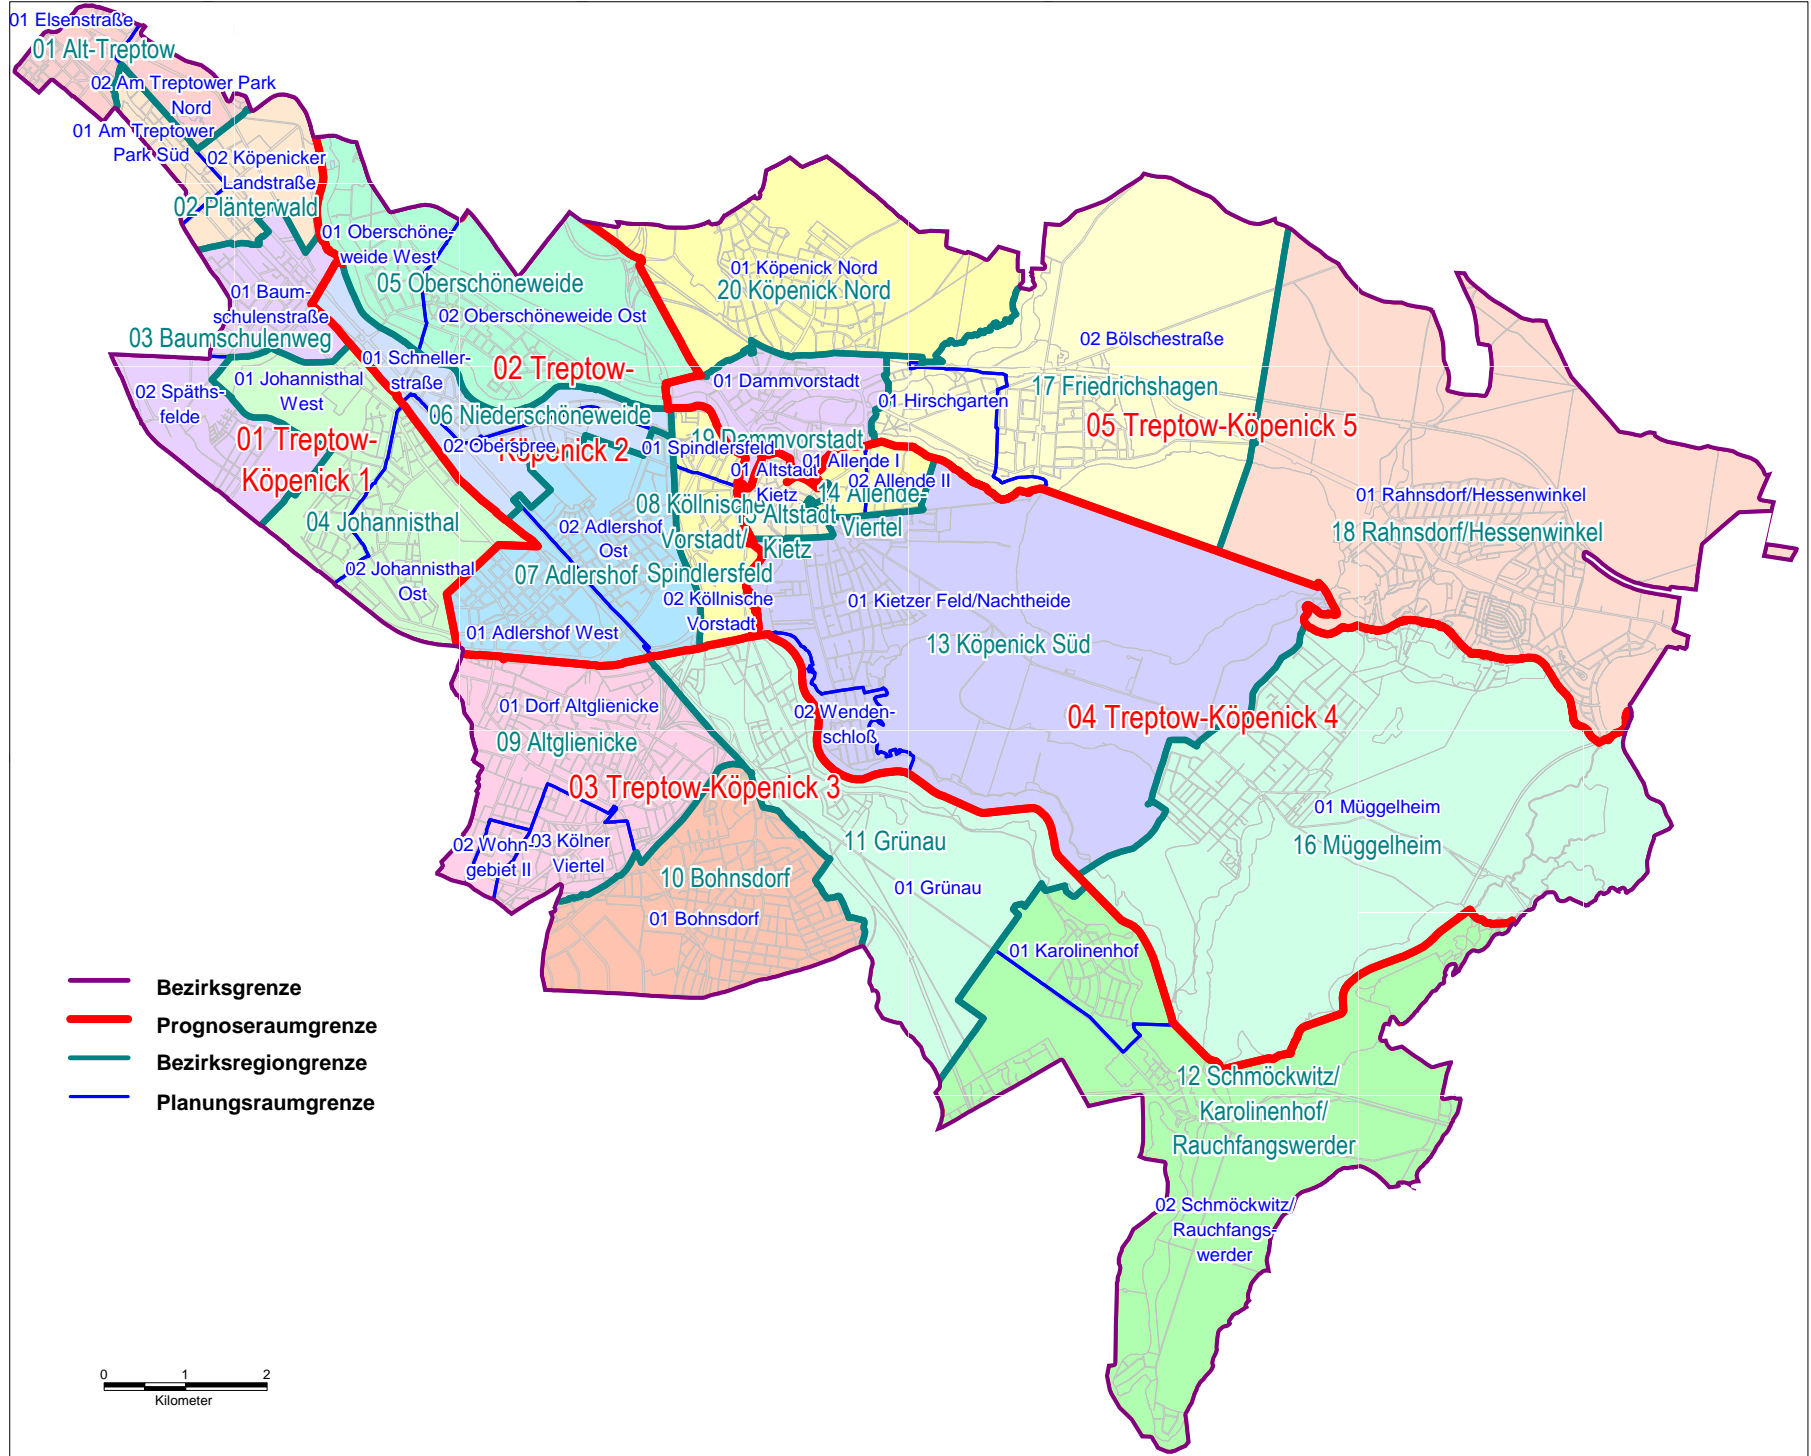 01 Elsenstraße
01 Alt-Treptow
02 Am Treptower Park
Nord
01 Am Treptower
Park Süd
02 Köpenicker
Landstraße
02 Plänterwald
01 Oberschöne-
weide West
05 Oberschöneweide
02 Oberschöneweide Ost
01 Baum-
schulenstraße
03 Baumschulenweg
01 Schneller-
straße
02 Treptow-
Köpenick 2
01 Johannisthal
West
02 Späths-
felde
06 Niederschöneweide
02 Oberspree
01 Treptow-
Köpenick 1
04 Johannisthal
02 Johannisthal
Ost
02 Adlershof
Ost
07 Adlershof
01 Adlershof West
01 Köpenick Nord
20 Köpenick Nord
01 Dammvorstadt
19 Dammvorstadt
01 Spindlersfeld
01 Altstadt
Kietz
01 Allende I
02 Allende II
14 Allende-
Viertel
15 Altstadt
Kietz
08 Köllnische
Vorstadt/
Spindlersfeld
02 Köllnische
Vorstadt
01 Hirschgarten
02 Bölschestraße
17 Friedrichshagen
05 Treptow-Köpenick 5
01 Rahnsdorf/Hessenwinkel
18 Rahnsdorf/Hessenwinkel
01 Kietzer Feld/Nachtheide
13 Köpenick Süd
02 Wenden-
schloß
04 Treptow-Köpenick 4
01 Müggelheim
16 Müggelheim
01 Dorf Altglienicke
09 Altglienicke
03 Treptow-Köpenick 3
02 Wohn-
gebiet II
03 Kölner
Viertel
10 Bohnsdorf
01 Bohnsdorf
11 Grünau
01 Grünau
01 Karolinenhof
12 Schmöckwitz/
Karolinenhof/
Rauchfangswerder
02 Schmöckwitz/
Rauchfangs-
werder
Bezirksgrenze
Prognoseraumgrenze
Bezirksregiongrenze
Planungsraumgrenze
0 1 2
Kilometer